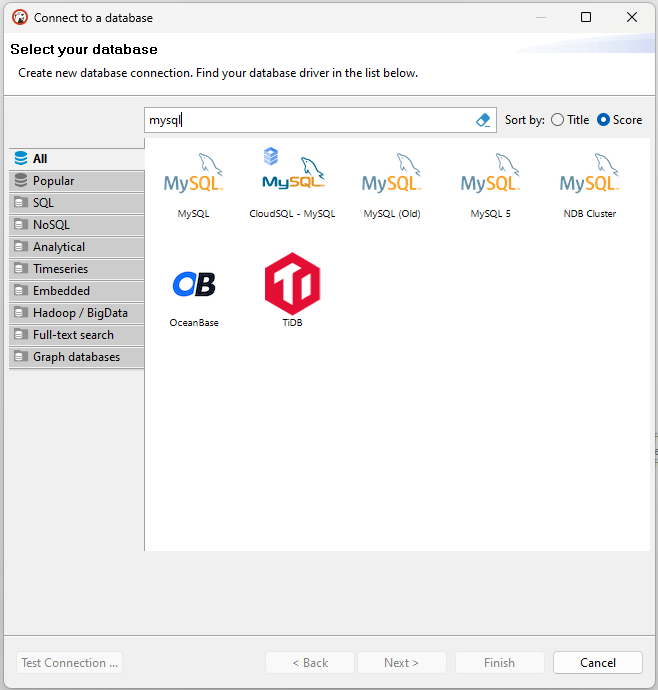 Connect to a database
Select your database
Create new database connection. Find your database driver in the list below.
mysql
Sort by: Title Score
All
Popular
SQL
NoSQL
Analytical
Timeseries
Embedded
Hadoop / BigData
Full-text search
Graph databases
MySQL MySQL MySQL MySQL MySQL
MySQL CloudSQL - MySQL MySQL (Old) MySQL 5 NDB Cluster
OB
OceanBase TiDB
Test Connection ... < Back Next > Finish Cancel